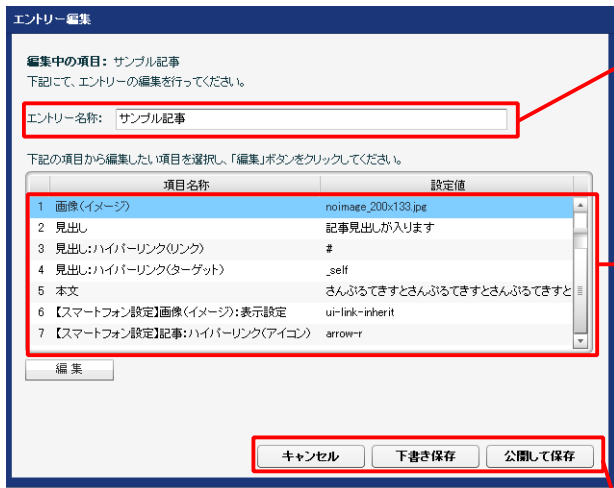 エントリー編集
編集中の項目: サンプル記事
下記にて、エントリーの編集を行ってください。
エントリー名称: サンプル記事
下記の項目から編集したい項目を選択し、「編集」ボタンをクリックしてください。
項目名称 設定値
1 画像(イメージ) noimage_200x133.jpg
2 見出し 記事見出しが入ります
3 見出し:ハイパーリンク(リンク) #
4 見出し:ハイパーリンク(ターゲット) _self
5 本文 さんぷるてきすとさんぷるてきすとさんぷるてきすと
6 【スマートフォン設定】画像(イメージ):表示設定 ui-link-inherit
7 【スマートフォン設定】記事:ハイパーリンク(アイコン) arrow-r
編集
キャンセル 下書き保存 公開して保存